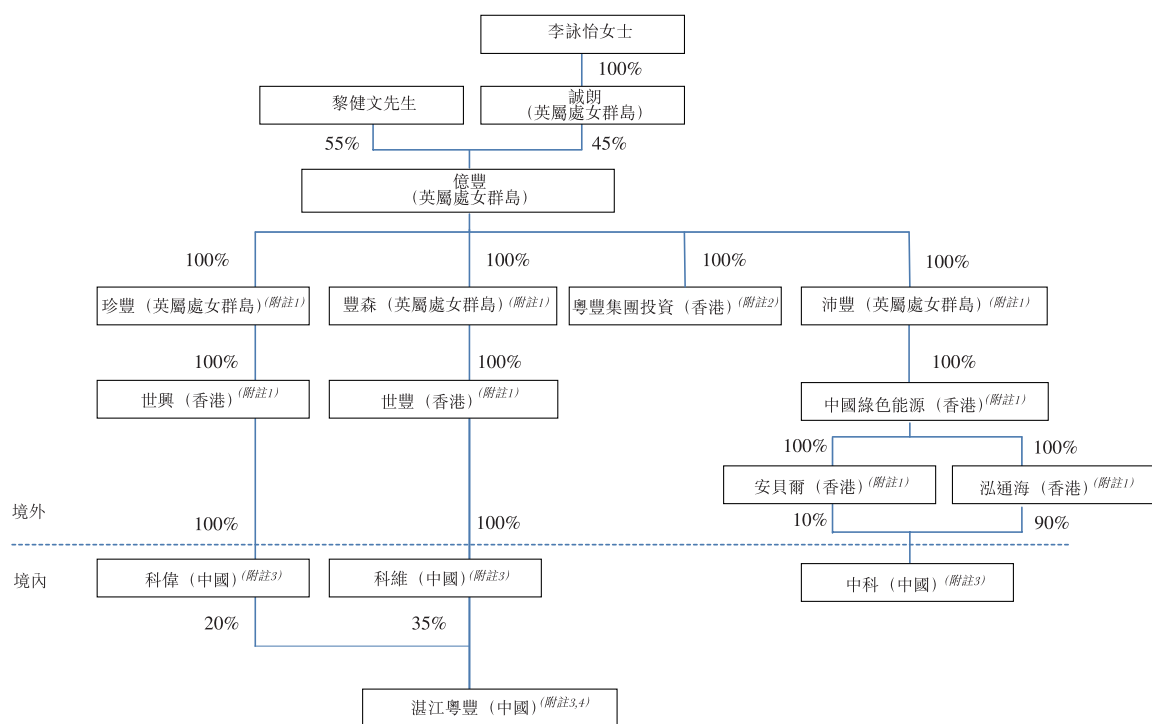 李詠怡女士
100%
黎健文先生
誠朗
(英屬處女群島)
55%
45%
億豐
(英屬處女群島)
100%
100%
100%
100%
珍豐（英屬處女群島）(附註1)
豐森（英屬處女群島）(附註1)
粵豐集團投資（香港）(附註2)
沛豐（英屬處女群島）(附註1)
100%
100%
100%
世興（香港）(附註1)
世豐（香港）(附註1)
中國綠色能源（香港）(附註1)
100%
100%
安貝爾（香港）(附註1)
泓通海（香港）(附註1)
境外
100%
100%
10%
90%
境內
科偉（中國）(附註3)
科維（中國）(附註3)
中科（中國）(附註3)
20%
35%
湛江粵豐（中國）(附註3,4)